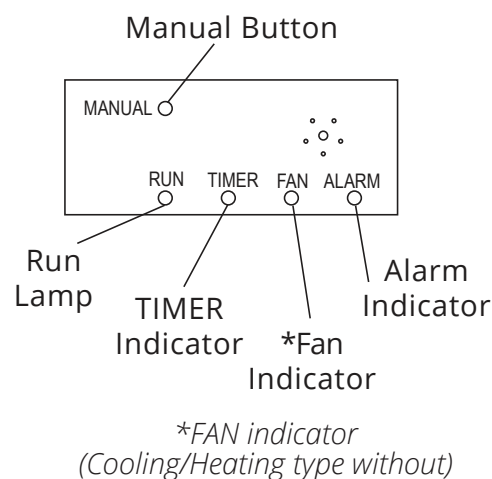 Manual Button
MANUAL
RUN TIMER FAN ALARM
Run
Lamp
TIMER
Indicator
*Fan
Indicator
Alarm
Indicator
*FAN indicator
(Cooling/Heating type without)